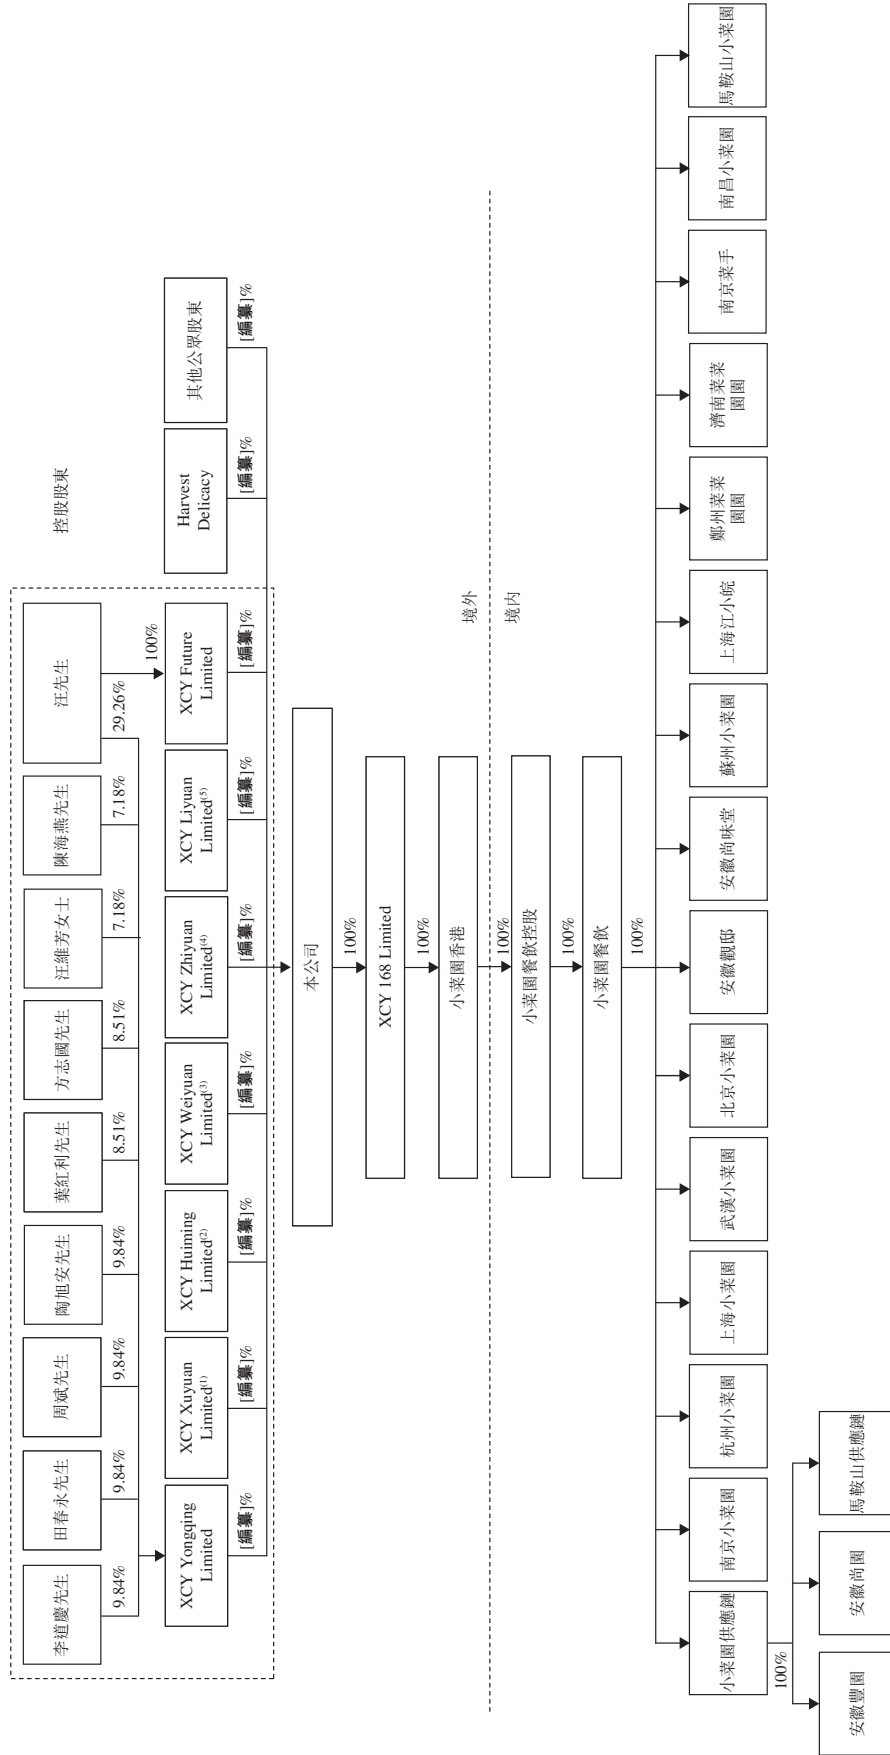 控股股東
李道慶先生
田春永先生
周斌先生
陶旭安先生
葉紅利先生
方志國先生
汪維芳女士
陳海燕先生
汪先生
9.84%
9.84%
9.84%
9.84%
8.51%
8.51%
7.18%
7.18%
29.26%
100%
XCY Yongqing
Limited
XCY Xuyuan
Limited(1)
XCY Huiming
Limited(2)
XCY Weiyuan
Limited(3)
XCY Zhiyuan
Limited(4)
XCY Liyuan
Limited(5)
XCY Future
Limited
Harvest
Delicacy
其他公眾股東
[編纂]%
[編纂]%
[編纂]%
[編纂]%
[編纂]%
[編纂]%
[編纂]%
[編纂]%
[編纂]%
本公司
100%
XCY 168 Limited
100%
小菜園香港
境外
100%
境內
小菜園餐飲控股
100%
小菜園餐飲
100%
小菜園供應鏈
南京小菜園
杭州小菜園
上海小菜園
武漢小菜園
北京小菜園
安徽觀邸
安徽尚味堂
蘇州小菜園
上海江小皖
鄭州菜菜
園園
濟南菜菜
園園
南京菜手
南昌小菜園
馬鞍山小菜園
100%
安徽豐園
安徽尚園
馬鞍山供應鏈